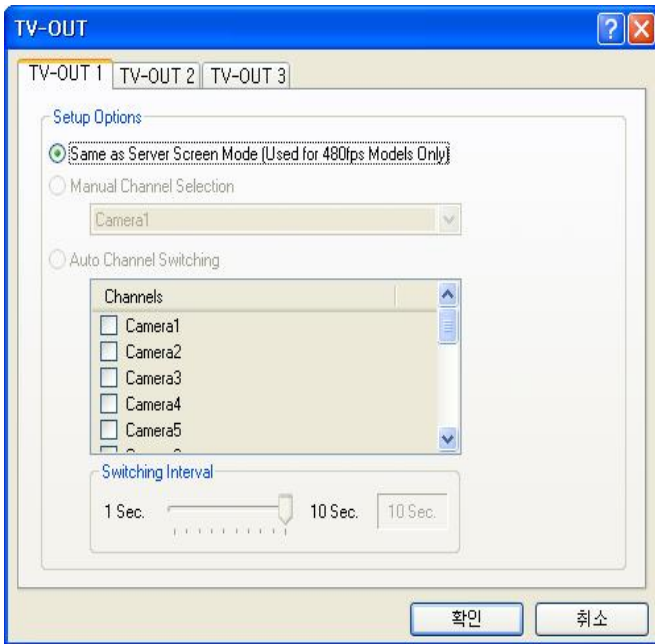 TV-OUT
TV-OUT 1 TV-OUT 2 TV-OUT 3
Setup Options
Same as Server Screen Mode (Used for 480fps Models Only)
Manual Channel Selection
Camera1
Auto Channel Switching
Channels
Camera1
Camera2
Camera3
Camera4
Camera5
Switching Interval
1 Sec. 10 Sec. 10 Sec.
확인 취소